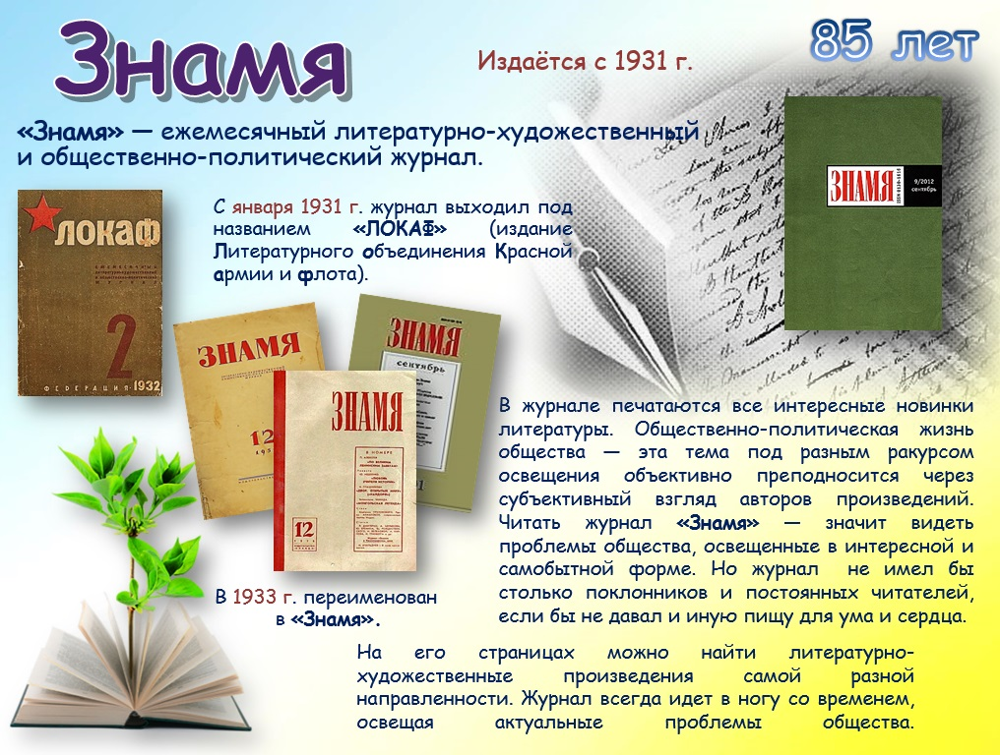 Знамя
85 лет
Издаётся с 1931 г.
«Знамя» — ежемесячный литературно-художественный
и общественно-политический журнал.
С января 1931 г. журнал выходил под
названием «ЛОКАФ» (издание
Литературного объединения Красной
армии и флота).
ЛОКАФ
2
ФЕДЕРАЦИЯ 1932
ЗНАМЯ
12
ЗНАМЯ
сентябрь
ЗНАМЯ
В НОМЕРЕ
12
ЗНАМЯ
9/2012
сентябрь
В 1933 г. переименован
в «Знамя».
В журнале печатаются все интересные новинки
литературы. Общественно-политическая жизнь
общества — эта тема под разным ракурсом
освещения объективно преподносится через
субъективный взгляд авторов произведений.
Читать журнал «Знамя» — значит видеть
проблемы общества, освещенные в интересной и
самобытной форме. Но журнал не имел бы
столько поклонников и постоянных читателей,
если бы не давал и иную пищу для ума и сердца.
На его страницах можно найти литературно-
художественные произведения самой разной
направленности. Журнал всегда идет в ногу со временем,
освещая актуальные проблемы общества.